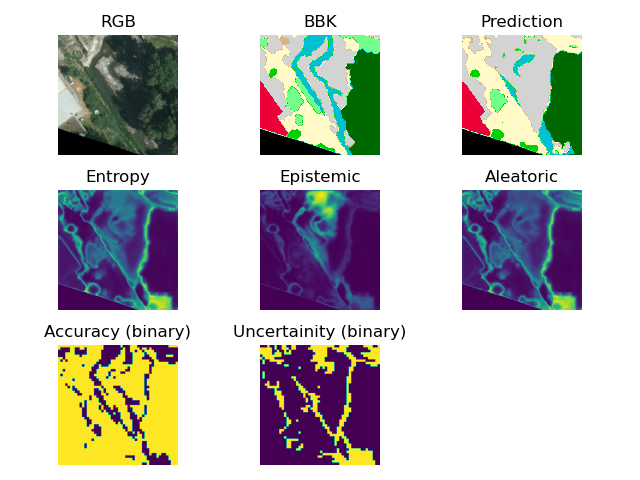 RGB
BBK
Prediction
Entropy
Epistemic
Aleatoric
Accuracy (binary)
Uncertainity (binary)